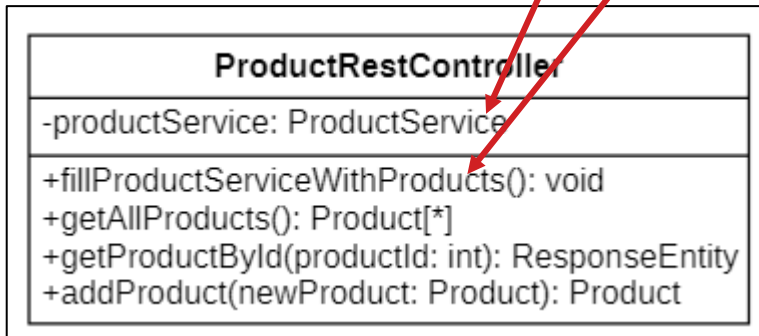 ProductRestController
-productService: ProductService
+fillProductServiceWithProducts(): void
+getAllProducts(): Product[*]
+getProductById(productId: int): ResponseEntity
+addProduct(newProduct: Product): Product